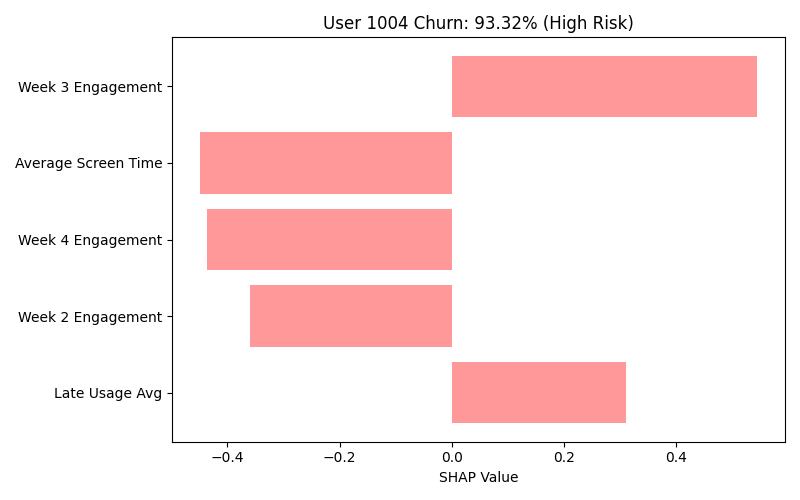 User 1004 Churn: 93.32% (High Risk)
Week 3 Engagement
Average Screen Time
Week 4 Engagement
Week 2 Engagement
Late Usage Avg
−0.4 −0.2 0.0 0.2 0.4
SHAP Value